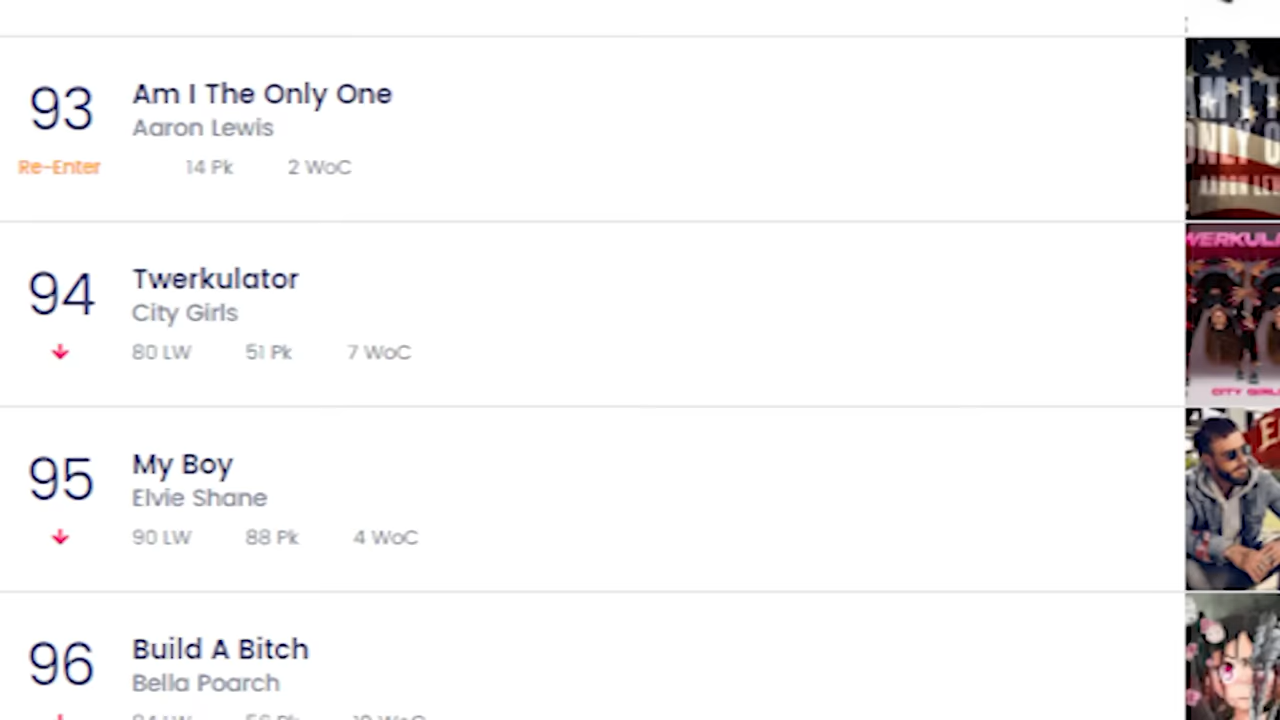 93
Am I The Only One
Aaron Lewis
Re-Enter 14 Pk 2 WoC
94
Twerkulator
City Girls
80 LW 51 Pk 7 WoC
CITY GIRLS
95
My Boy
Elvie Shane
90 LW 88 Pk 4 WoC
96
Build A Bitch
Bella Poarch